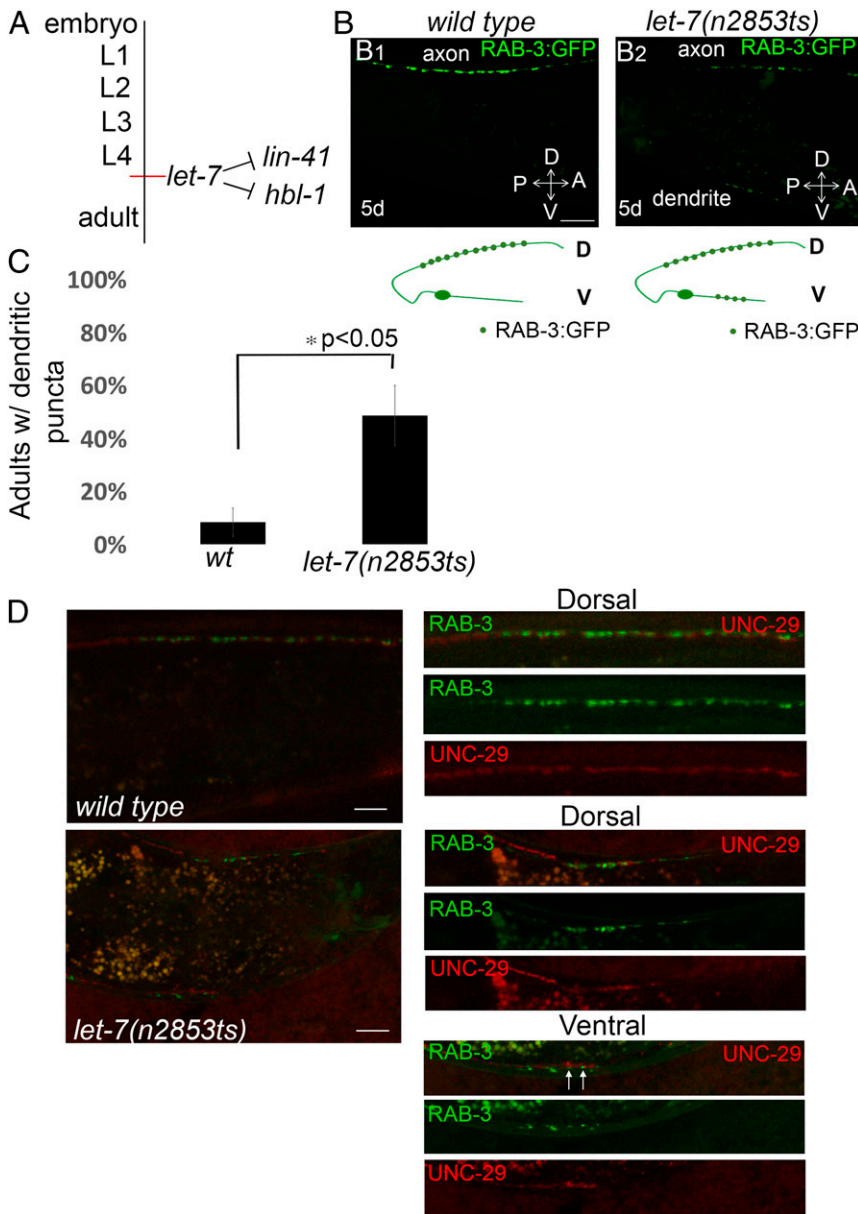 A
embryo
L1
L2
L3
L4
let-7
lin-41
hbl-1
adult
B
wild type
let-7(n2853ts)
B1
axon
RAB-3:GFP
D
P
A
V
5d
B2
axon
RAB-3:GFP
D
P
A
V
dendrite
5d
D
V
RAB-3:GFP
D
V
RAB-3:GFP
C
Adults w/ dendritic
puncta
100%
80%
60%
40%
20%
0%
* p<0.05
wt
let-7(n2853ts)
D
wild type
let-7(n2853ts)
Dorsal
RAB-3
UNC-29
RAB-3
UNC-29
Dorsal
RAB-3
UNC-29
RAB-3
UNC-29
Ventral
RAB-3
UNC-29
RAB-3
UNC-29